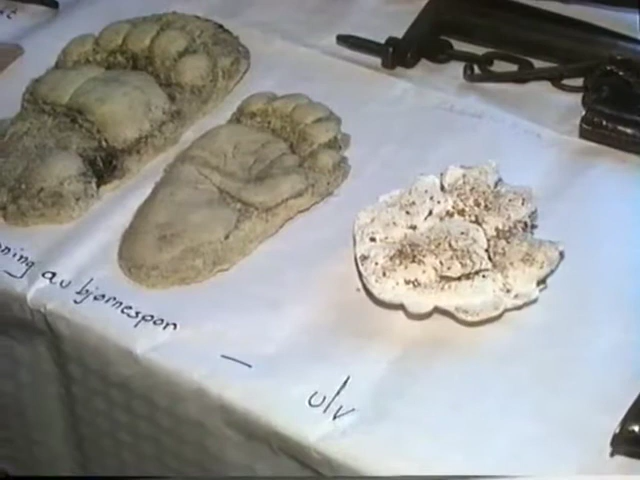 ning av bjørnespor
— ulv